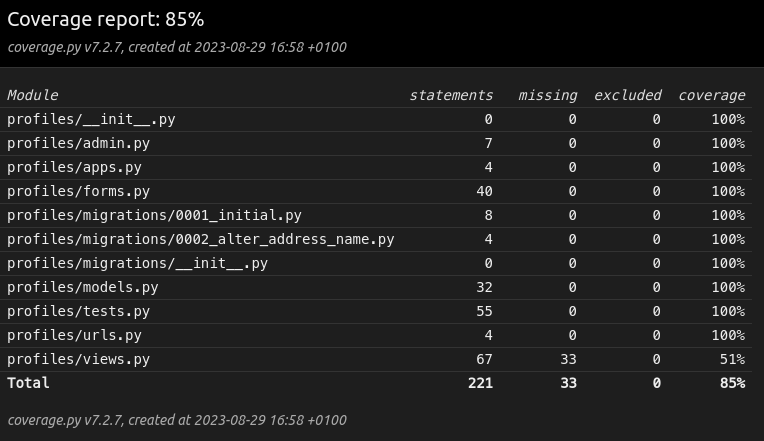 Coverage report: 85%
coverage.py v7.2.7, created at 2023-08-29 16:58 +0100
Module statements missing excluded coverage
profiles/__init__.py 0 0 0 100%
profiles/admin.py 7 0 0 100%
profiles/apps.py 4 0 0 100%
profiles/forms.py 40 0 0 100%
profiles/migrations/0001_initial.py 8 0 0 100%
profiles/migrations/0002_alter_address_name.py 4 0 0 100%
profiles/migrations/__init__.py 0 0 0 100%
profiles/models.py 32 0 0 100%
profiles/tests.py 55 0 0 100%
profiles/urls.py 4 0 0 100%
profiles/views.py 67 33 0 51%
Total 221 33 0 85%
coverage.py v7.2.7, created at 2023-08-29 16:58 +0100